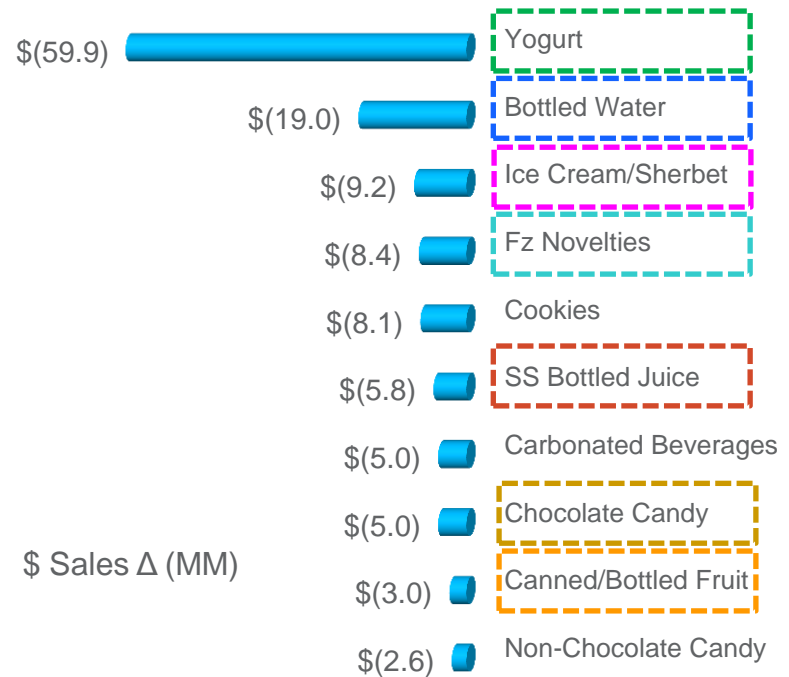 $(59.9) Yogurt
$(19.0) Bottled Water
$(9.2) Ice Cream/Sherbet
$(8.4) Fz Novelties
$(8.1) Cookies
$(5.8) SS Bottled Juice
$(5.0) Carbonated Beverages
$(5.0) Chocolate Candy
$ Sales Δ (MM)
$(3.0) Canned/Bottled Fruit
$(2.6) Non-Chocolate Candy